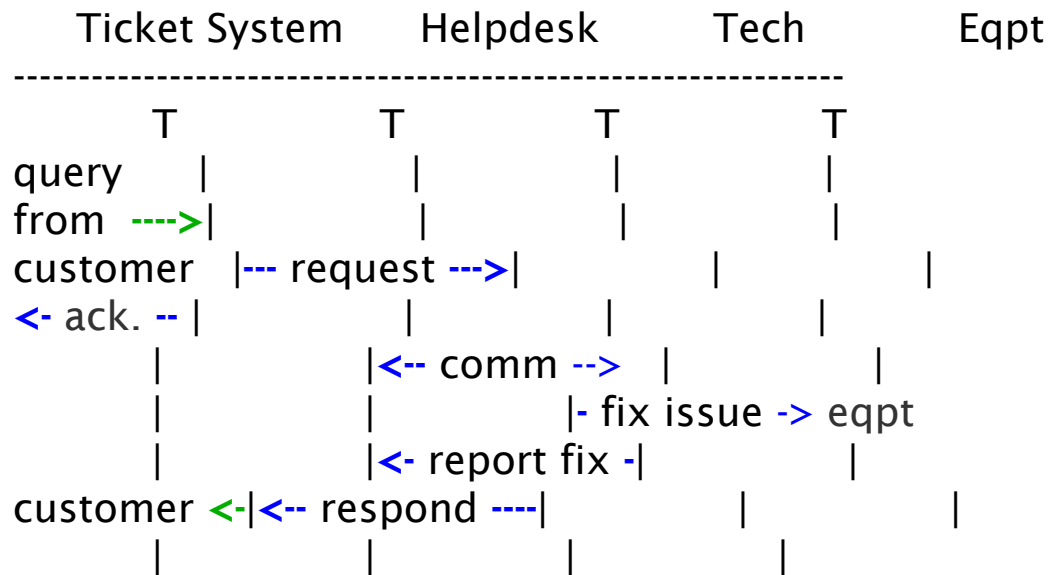 Ticket System Helpdesk Tech Eqpt
-----------------------------------------------------------------
T T T T
query | | | |
from ---->| | | |
customer |--- request --->| | |
<- ack. -- | | | |
| |<-- comm --> | |
| | |- fix issue -> eqpt
| |<- report fix -| |
customer <-|<-- respond ----| | |
| | | |